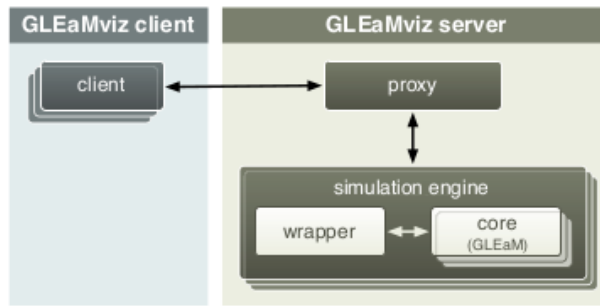 GLEaMviz client
GLEaMviz server
client
proxy
simulation engine
wrapper
core
(GLEaM)